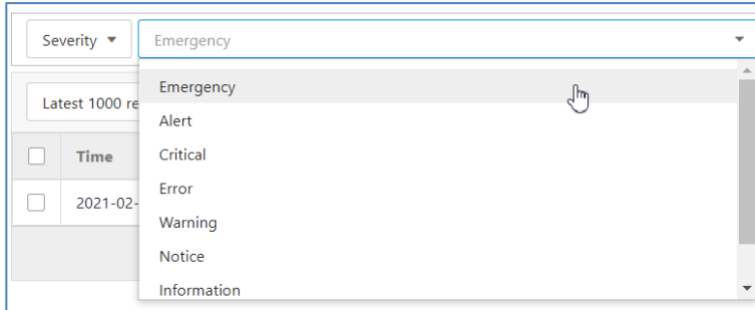 Severity
Emergency
Emergency
Alert
Critical
Error
Warning
Notice
Information
Latest 1000 re
Time
2021-02-